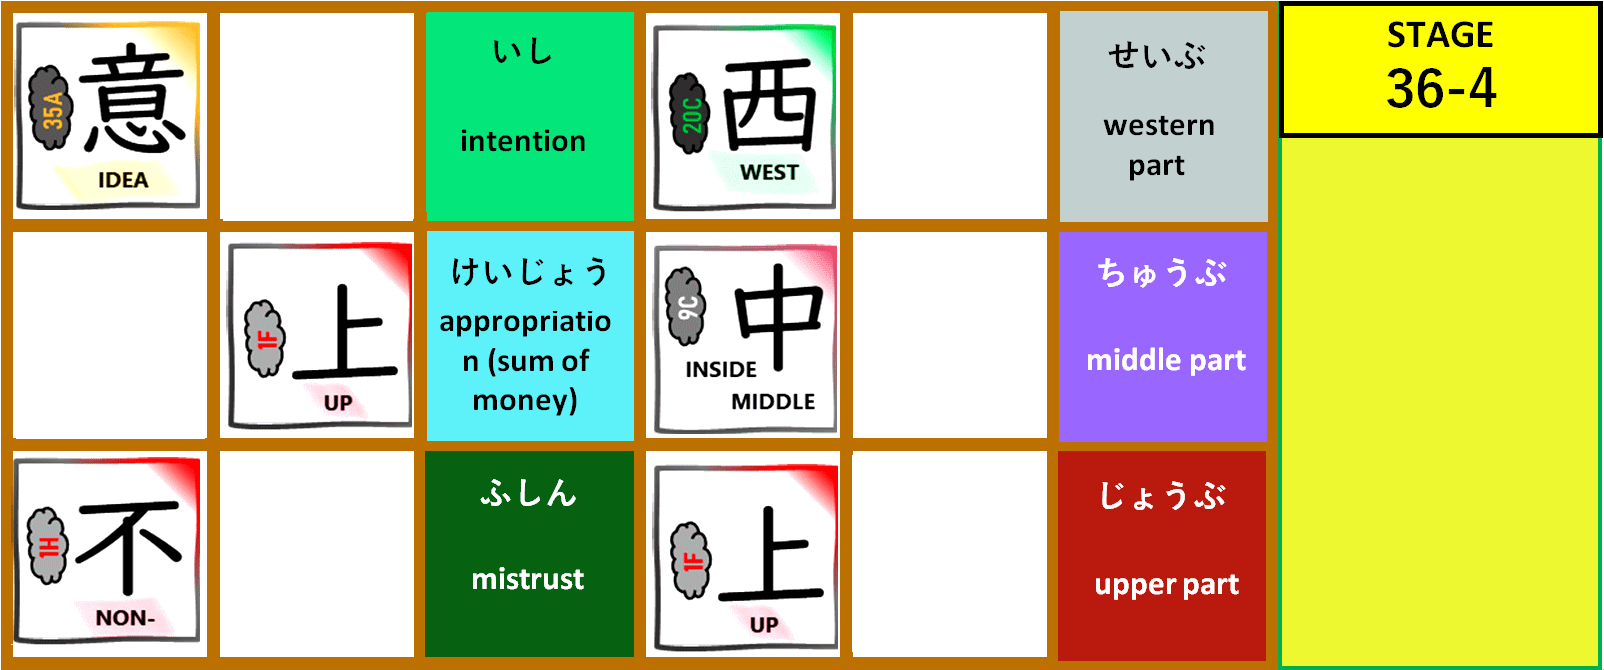 意
35A
IDEA
いし
intention
西
20C
WEST
せいぶ
western
part
STAGE
36-4
上
1F
UP
けいじょう
appropriatio
n (sum of
money)
中
9C
INSIDE
MIDDLE
ちゅうぶ
middle part
不
1H
NON-
ふしん
mistrust
上
1F
UP
じょうぶ
upper part